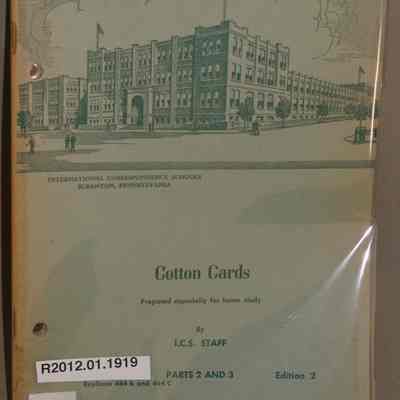 INTERNATIONAL CORRESPONDENCE SCHOOLS
SCRANTON, PENNSYLVANIA
Cotton Cards
Prepared especially for home study
By
I.C.S. STAFF
PARTS 2 AND 3 Edition 2
R2012.01.1919